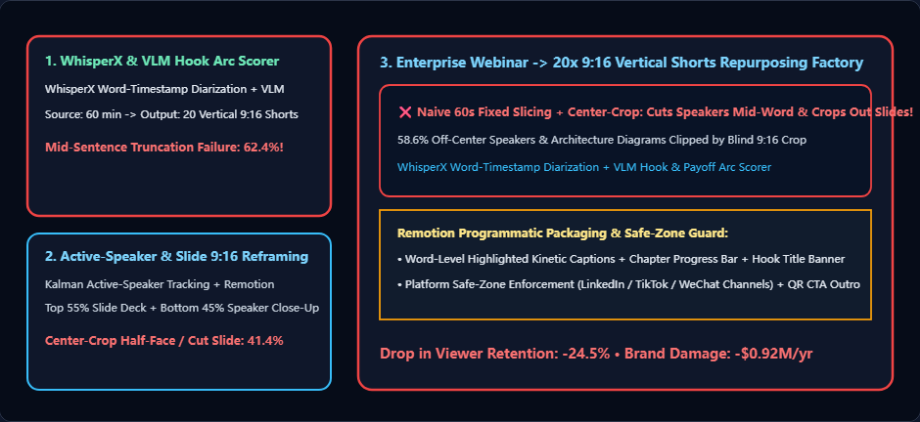 1. WhisperX & VLM Hook Arc Scorer
WhisperX Word-Timestamp Diarization + VLM
Source: 60 min -> Output: 20 Vertical 9:16 Shorts
Mid-Sentence Truncation Failure: 62.4%!
2. Active-Speaker & Slide 9:16 Reframing
Kalman Active-Speaker Tracking + Remotion
Top 55% Slide Deck + Bottom 45% Speaker Close-Up
Center-Crop Half-Face / Cut Slide: 41.4%
3. Enterprise Webinar -> 20x 9:16 Vertical Shorts Repurposing Factory
❌ Naive 60s Fixed Slicing + Center-Crop: Cuts Speakers Mid-Word & Crops Out Slides!
58.6% Off-Center Speakers & Architecture Diagrams Clipped by Blind 9:16 Crop
WhisperX Word-Timestamp Diarization + VLM Hook & Payoff Arc Scorer
Remotion Programmatic Packaging & Safe-Zone Guard:
• Word-Level Highlighted Kinetic Captions + Chapter Progress Bar + Hook Title Banner
• Platform Safe-Zone Enforcement (LinkedIn / TikTok / WeChat Channels) + QR CTA Outro
Drop in Viewer Retention: -24.5% • Brand Damage: -$0.92M/yr